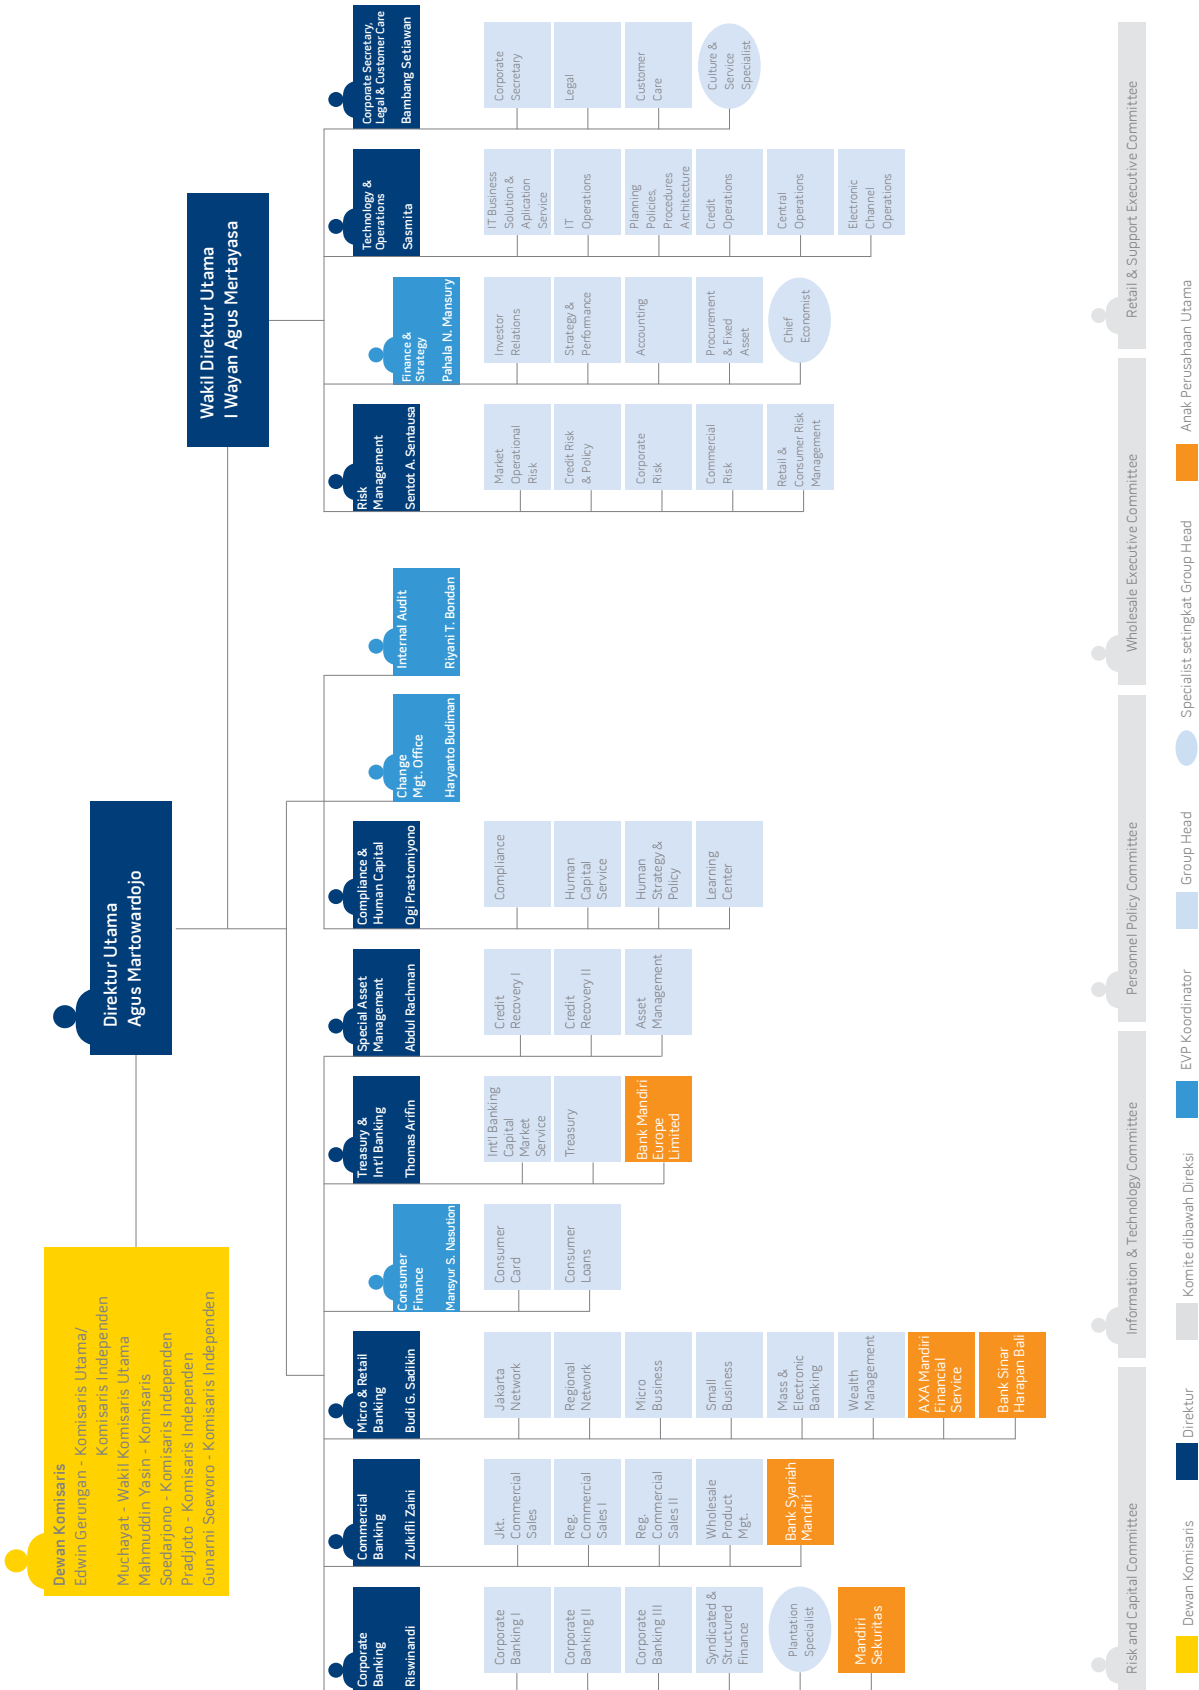 Dewan Komisaris
Edwin Gerungan - Komisaris Utama/
Komisaris Independen
Muchayat - Wakil Komisaris Utama
Mahmuddin Yasin - Komisaris
Soedarjono - Komisaris Independen
Pradjoto - Komisaris Independen
Gunarni Soeworo - Komisaris Independen
Direktur Utama
Agus Martowardojo
Wakil Direktur Utama
I Wayan Agus Mertayasa
Corporate
Banking
Riswinandi
Corporate
Banking I
Corporate
Banking II
Corporate
Banking III
Syndicated &
Structured
Finance
Plantation
Specialist
Mandiri
Sekuritas
Commercial
Banking
Zulkifli Zaini
Jkt.
Commercial
Sales
Reg.
Commercial
Sales I
Reg.
Commercial
Sales II
Wholesale
Product
Mgt.
Bank Syariah
Mandiri
Micro & Retail
Banking
Budi G. Sadikin
Jakarta
Network
Regional
Network
Micro
Business
Small
Business
Mass &
Electronic
Banking
Wealth
Management
AXA Mandiri
Financial
Service
Bank Sinar
Harapan Bali
Consumer
Finance
Mansyur S. Nasution
Consumer
Card
Consumer
Loans
Treasury &
Int'l Banking
Thomas Arifin
Int'l Banking
Capital
Market
Service
Treasury
Bank Mandiri
Europe
Limited
Special Asset
Management
Abdul Rachman
Credit
Recovery I
Credit
Recovery II
Asset
Management
Compliance &
Human Capital
Ogi Prastomiyono
Compliance
Human
Capital
Service
Human
Strategy &
Policy
Learning
Center
Change
Mgt. Office
Haryanto Budiman
Internal Audit
Riyani T. Bondan
Risk
Management
Sentot A. Sentausa
Market
Operational
Risk
Credit Risk
& Policy
Corporate
Risk
Commercial
Risk
Retail &
Consumer Risk
Management
Finance &
Strategy
Pahala N. Mansury
Investor
Relations
Strategy &
Performance
Accounting
Procurement
& Fixed
Asset
Chief
Economist
Technology &
Operations
Sasmita
IT Business
Solution &
Aplication
Service
IT
Operations
Planning
Policies,
Procedures
Architecture
Credit
Operations
Central
Operations
Electronic
Channel
Operations
Corporate Secretary,
Legal & Customer Care
Bambang Setiawan
Corporate
Secretary
Legal
Customer
Care
Culture &
Service
Specialist
Risk and Capital Committee
Information & Technology Committee
Personnel Policy Committee
Wholesale Executive Committee
Retail & Support Executive Committee
Dewan Komisaris
Direktur
Komite dibawah Direksi
EVP Koordinator
Group Head
Specialist setingkat Group Head
Anak Perusahaan Utama